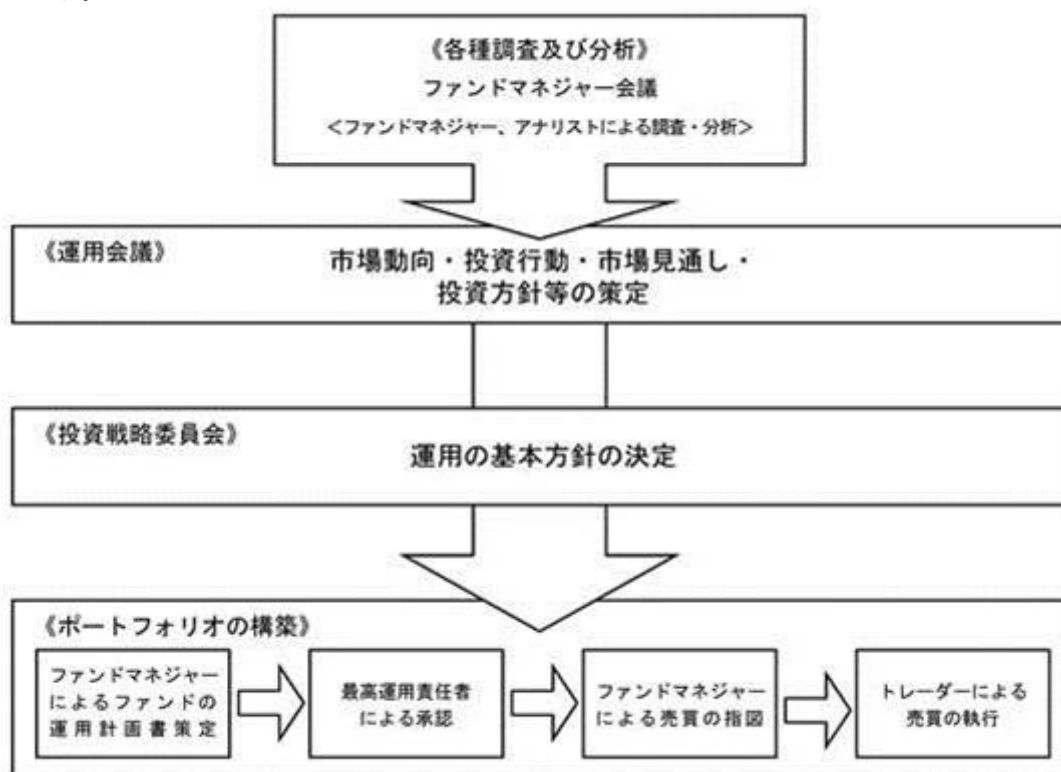 《各種調査及び分析》
ファンドマネジャー会議
<ファンドマネジャー、アナリストによる調査・分析>
《運用会議》
市場動向・投資行動・市場見通し・
投資方針等の策定
《投資戦略委員会》
運用の基本方針の決定
《ポートフォリオの構築》
ファンドマネジャー
によるファンドの
運用計画書策定
最高運用責任者
による承認
ファンドマネジャー
による売買の指図
トレーダーによる
売買の執行